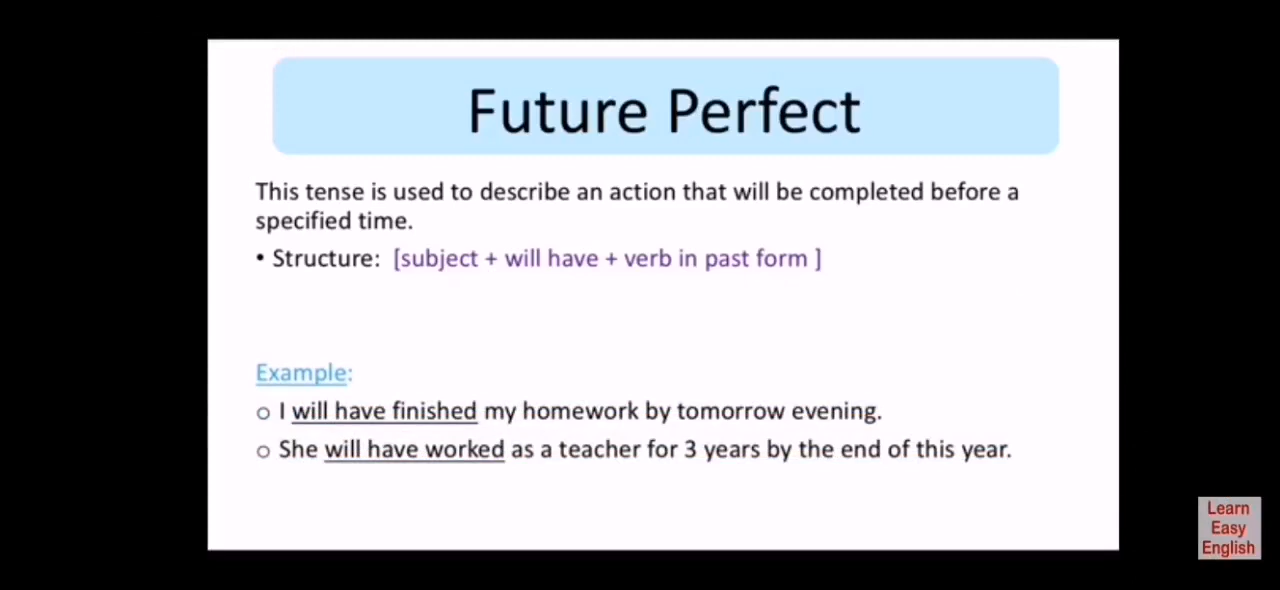 Future Perfect
This tense is used to describe an action that will be completed before a
specified time.
• Structure: [subject + will have + verb in past form ]
Example:
o I will have finished my homework by tomorrow evening.
o She will have worked as a teacher for 3 years by the end of this year.
Learn
Easy
English